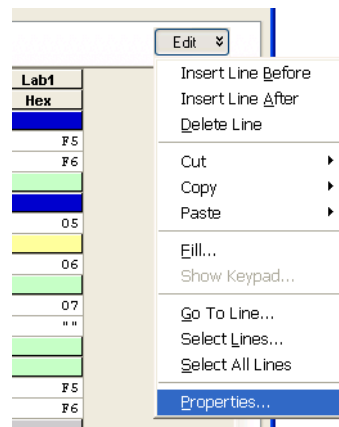 Edit
Lab1
Hex
F5
F6
05
06
07
" "
F5
F6
Insert Line Before
Insert Line After
Delete Line
Cut
Copy
Paste
Fill...
Show Keypad...
Go To Line...
Select Lines...
Select All Lines
Properties...